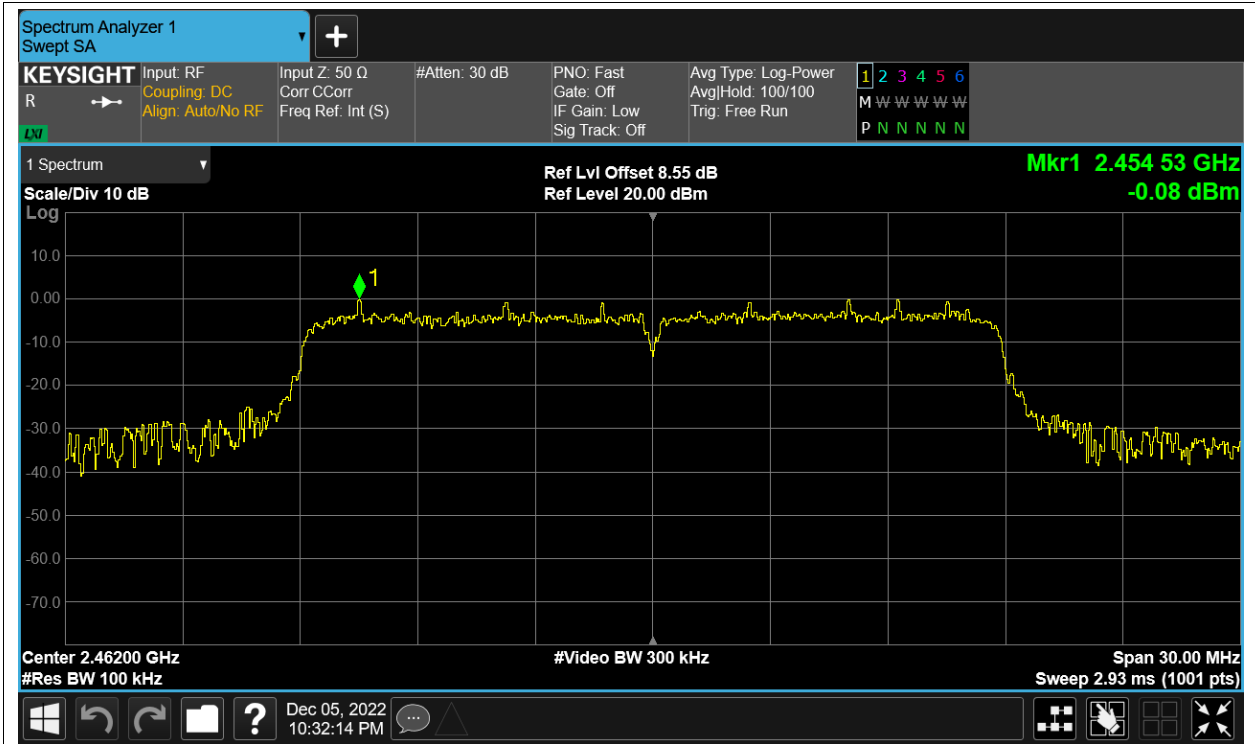 Spectrum Analyzer 1
Swept SA
KEYSIGHT
R
LXI
Input: RF
Coupling: DC
Align: Auto/No RF
Input Z: 50 Ω
Corr CCorr
Freq Ref: Int (S)
#Atten: 30 dB
PNO: Fast
Gate: Off
IF Gain: Low
Sig Track: Off
Avg Type: Log-Power
Avg|Hold: 100/100
Trig: Free Run
1 2 3 4 5 6
M W W W W W
P N N N N N
1 Spectrum
Scale/Div 10 dB
Log
Ref Lvl Offset 8.55 dB
Ref Level 20.00 dBm
Mkr1 2.454 53 GHz
-0.08 dBm
1
10.0
0.00
-10.0
-20.0
-30.0
-40.0
-50.0
-60.0
-70.0
Center 2.46200 GHz
#Video BW 300 kHz
Span 30.00 MHz
#Res BW 100 kHz
Sweep 2.93 ms (1001 pts)
?
Dec 05, 2022
10:32:14 PM